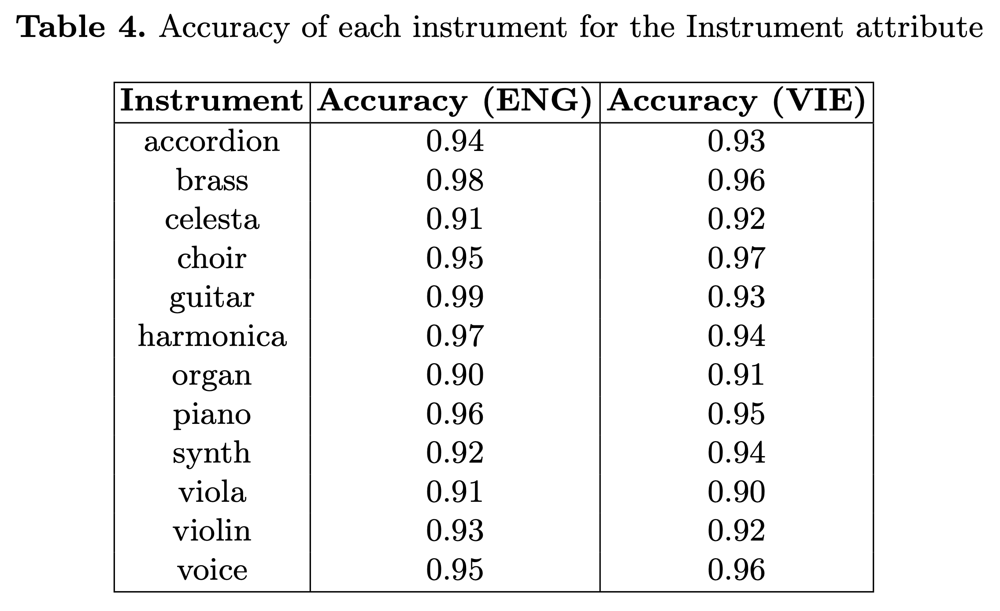 Table 4. Accuracy of each instrument for the Instrument attribute
Instrument Accuracy (ENG) Accuracy (VIE)
accordion 0.94 0.93
brass 0.98 0.96
celesta 0.91 0.92
choir 0.95 0.97
guitar 0.99 0.93
harmonica 0.97 0.94
organ 0.90 0.91
piano 0.96 0.95
synth 0.92 0.94
viola 0.91 0.90
violin 0.93 0.92
voice 0.95 0.96